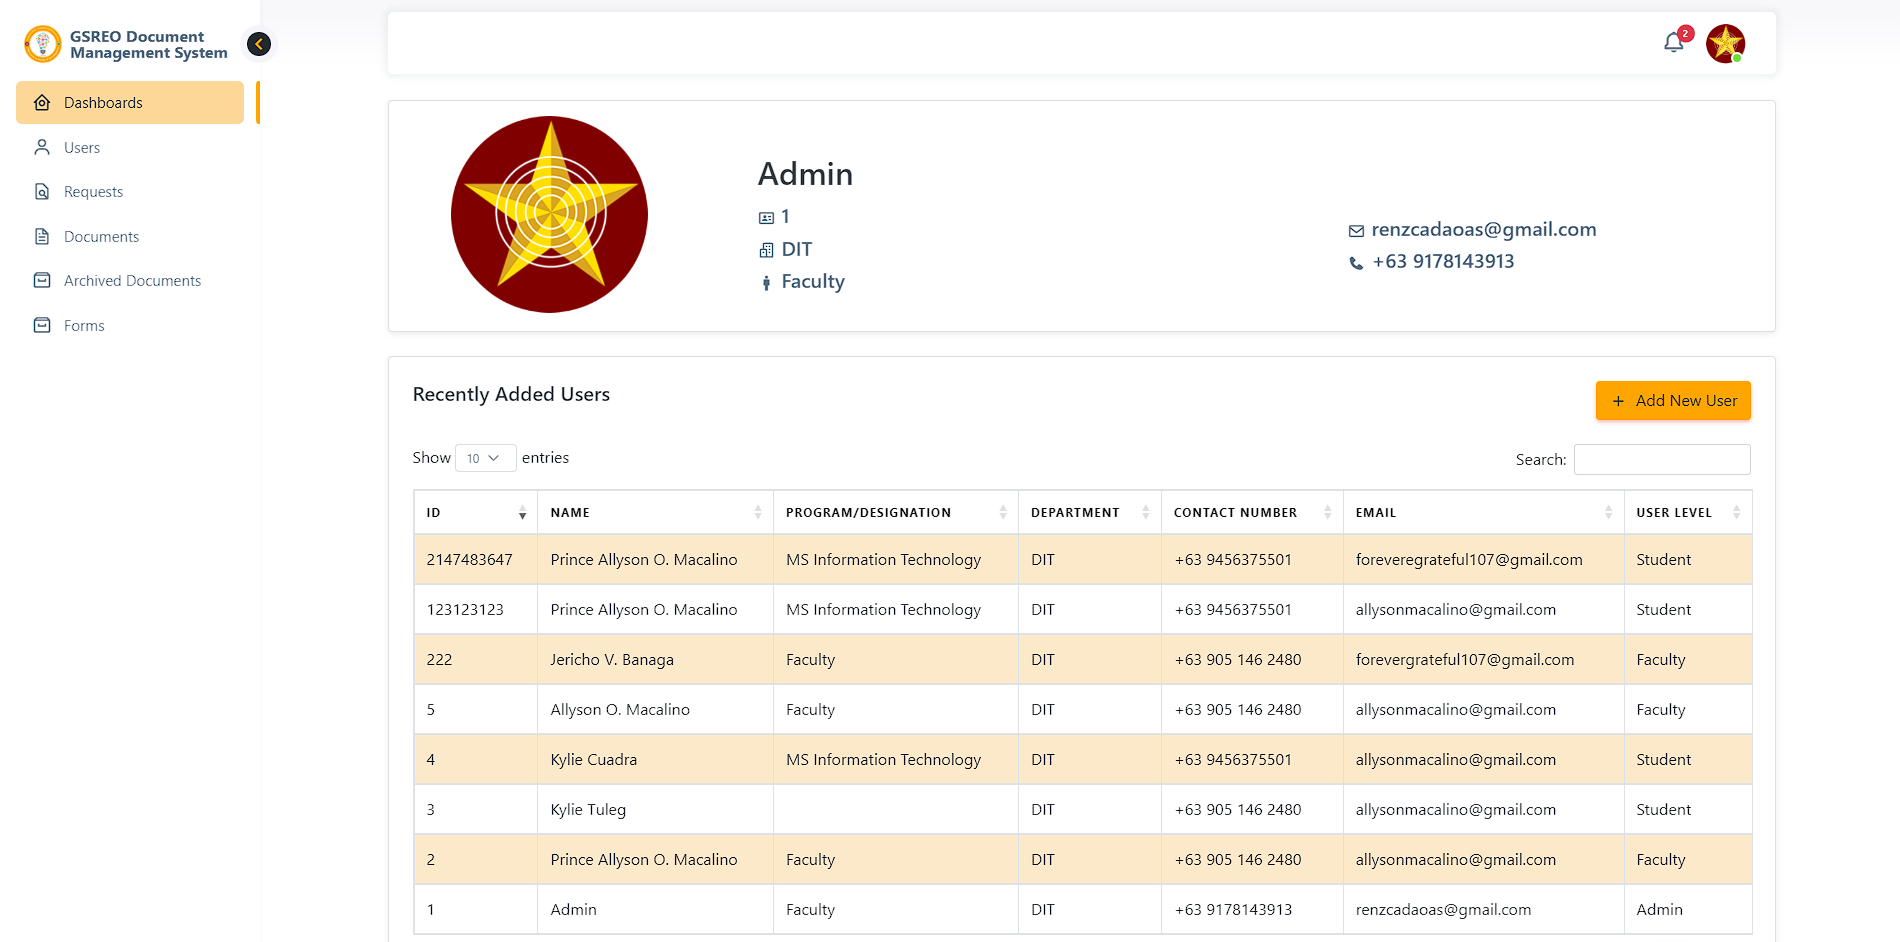 GSREO Document
Management System
Dashboards
Users
Requests
Documents
Archived Documents
Forms
2
Admin
1
DIT
Faculty
renzcadaoas@gmail.com
+63 9178143913
Recently Added Users
+ Add New User
Show 10 entries
Search:
ID NAME PROGRAM/DESIGNATION DEPARTMENT CONTACT NUMBER EMAIL USER LEVEL
2147483647 Prince Allyson O. Macalino MS Information Technology DIT +63 9456375501 foreveregrateful107@gmail.com Student
123123123 Prince Allyson O. Macalino MS Information Technology DIT +63 9456375501 allysonmacalino@gmail.com Student
222 Jericho V. Banaga Faculty DIT +63 905 146 2480 forevergrateful107@gmail.com Faculty
5 Allyson O. Macalino Faculty DIT +63 905 146 2480 allysonmacalino@gmail.com Faculty
4 Kylie Cuadra MS Information Technology DIT +63 9456375501 allysonmacalino@gmail.com Student
3 Kylie Tuleg DIT +63 905 146 2480 allysonmacalino@gmail.com Student
2 Prince Allyson O. Macalino Faculty DIT +63 905 146 2480 allysonmacalino@gmail.com Faculty
1 Admin Faculty DIT +63 9178143913 renzcadaoas@gmail.com Admin